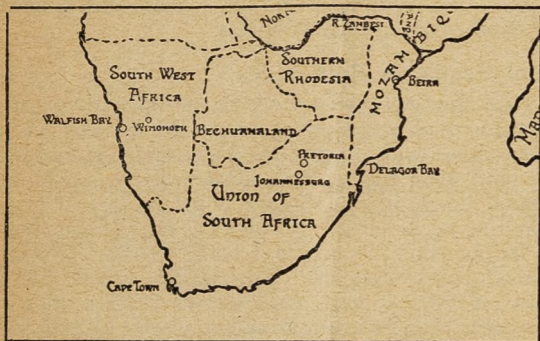 R. ZAMBESI
SOUTHERN
RHODESIA
MOZAMBIQ
BEIRA
SOUTH WEST
AFRICA
WALFISH BAY
WINDHOEK
BECHUANALAND
PRETORIA
JOHANNESBURG
DELAGOA BAY
UNION OF
SOUTH AFRICA
CAPE TOWN